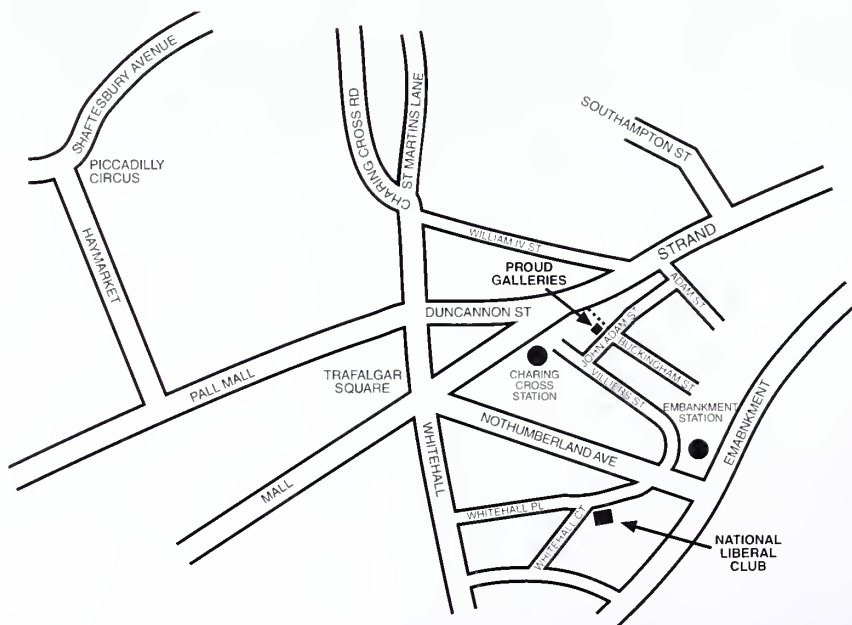 SHAFTESBURY AVENUE
PICCADILLY
CIRCUS
HAYMARKET
CHARING CROSS RD
ST MARTINS LANE
SOUTHAMPTON ST
WILLIAM IV ST
STRAND
PROUD
GALLERIES
ADAM ST
DUNCANNON ST
JOHN ADAM ST
BUCKINGHAM ST
PALL MALL
TRAFALGAR
SQUARE
CHARING
CROSS
STATION
VILLIENS ST
EMBANKMENT
STATION
EMABNKMENT
NOTHUMBERLAND AVE
WHITEHALL
MALL
WHITEHALL PL
WHITEHALL CT
NATIONAL
LIBERAL
CLUB